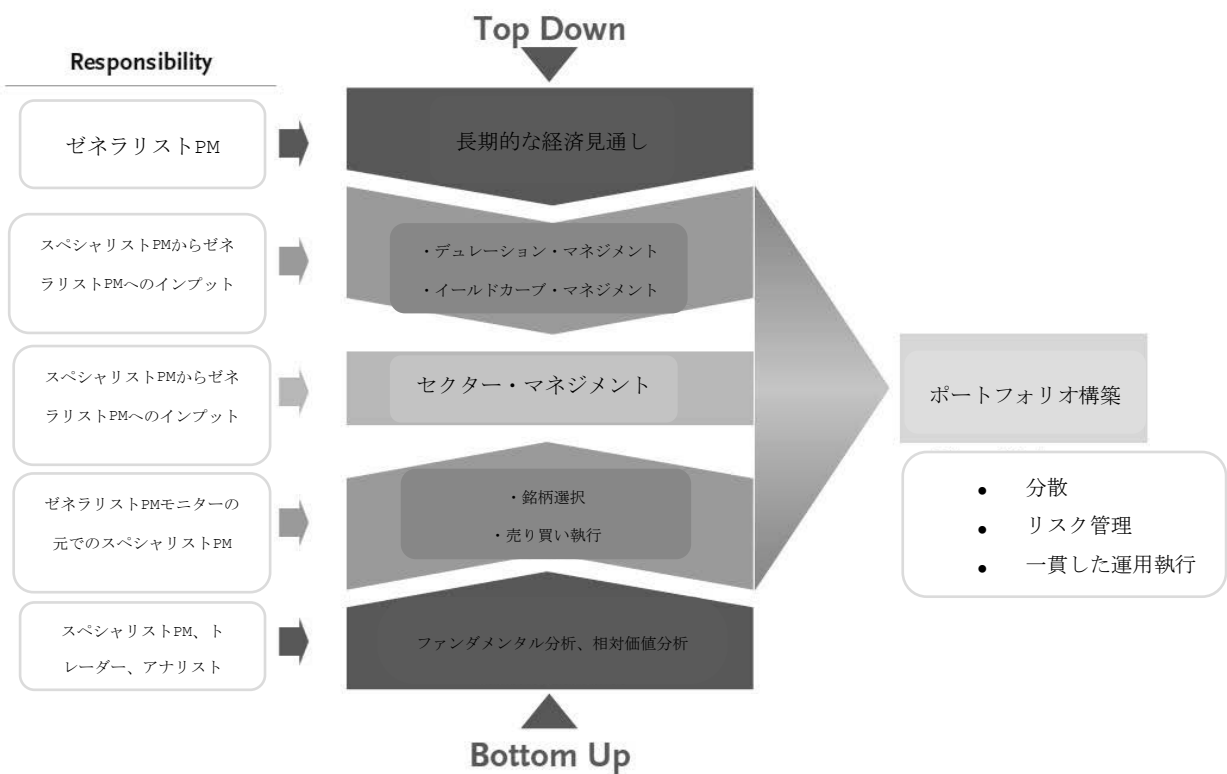 Top Down
Responsibility
ゼネラリストPM
長期的な経済見通し
スペシャリストPMからゼネ
ラリストPMへのインプット
・デュレーション・マネジメント
・イールドカーブ・マネジメント
スペシャリストPMからゼネ
ラリストPMへのインプット
セクター・マネジメント
ゼネラリストPMモニターの
元でのスペシャリストPM
・銘柄選択
・売り買い執行
スペシャリストPM、ト
レーダー、アナリスト
ファンダメンタル分析、相対価値分析
Bottom Up
ポートフォリオ構築
● 分散
● リスク管理
● 一貫した運用執行